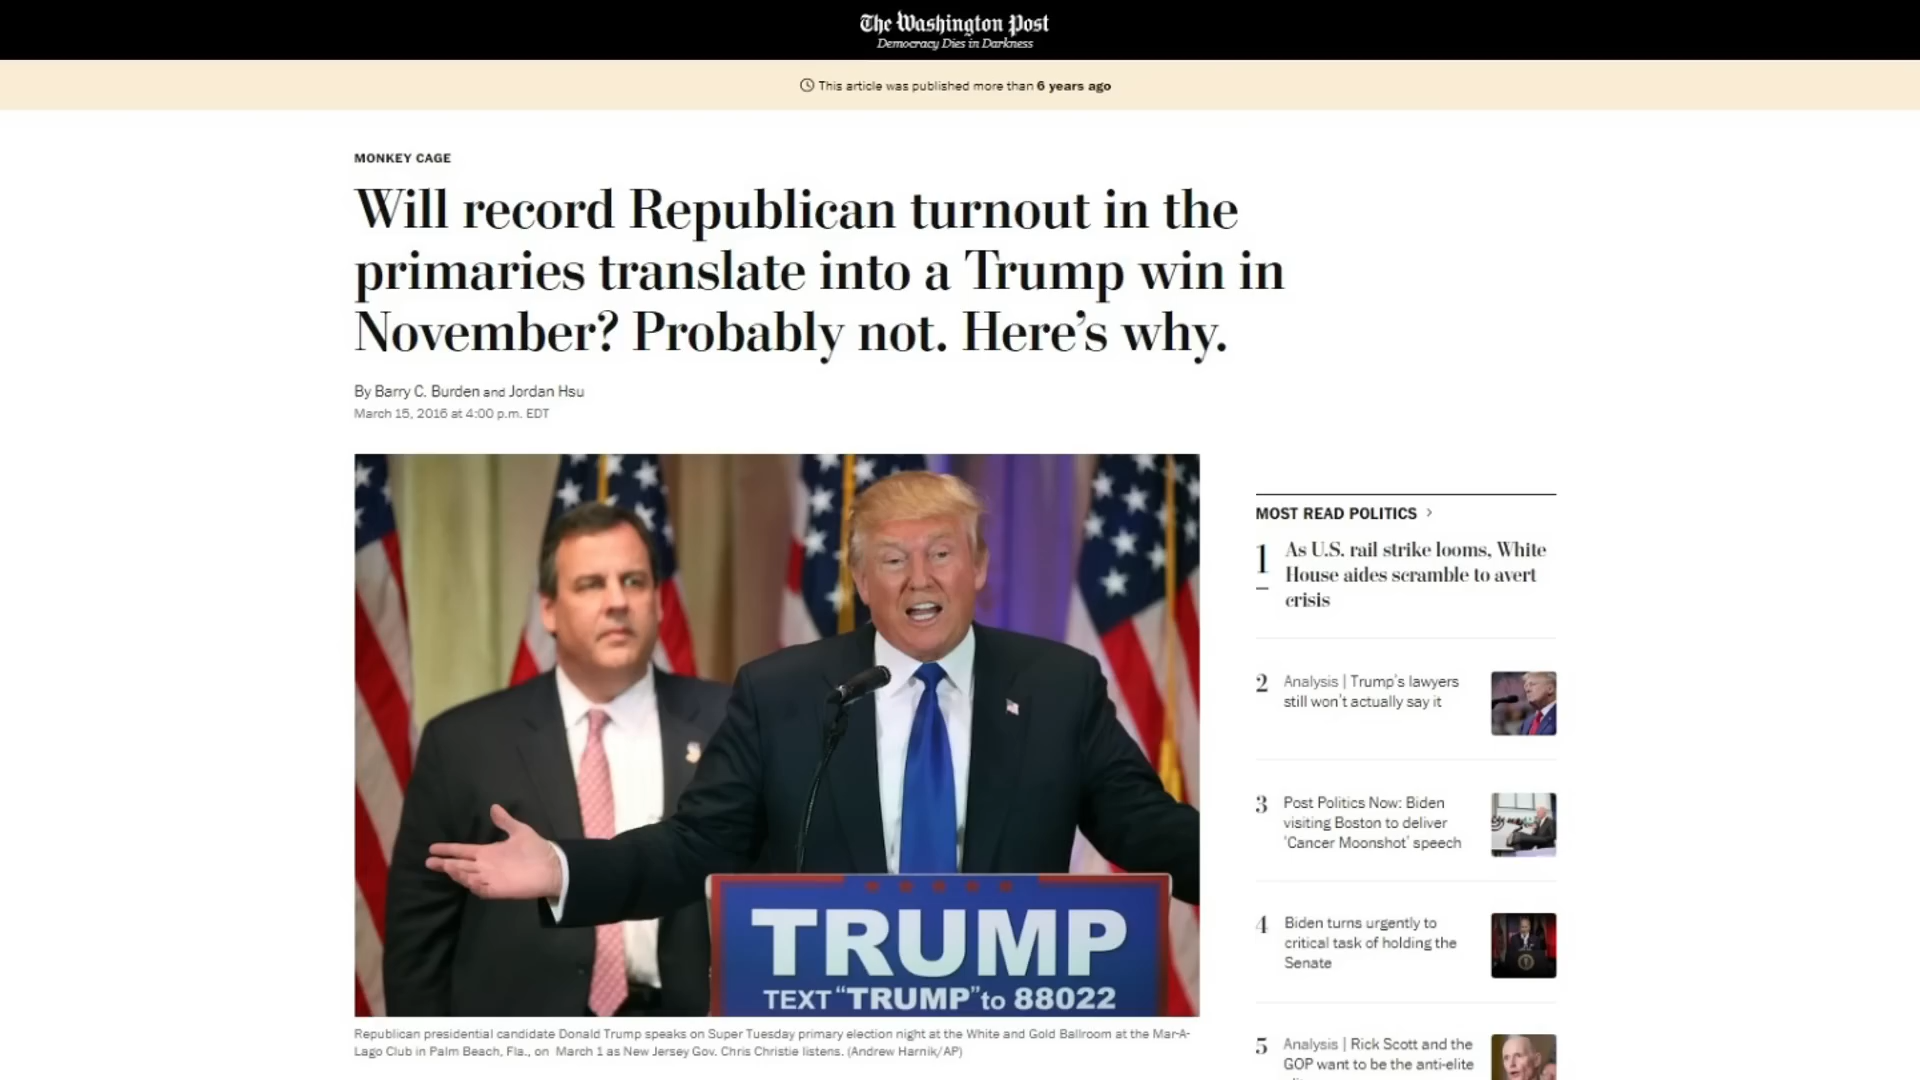 The Washington Post
Democracy Dies in Darkness
This article was published more than 6 years ago
MONKEY CAGE
Will record Republican turnout in the
primaries translate into a Trump win in
November? Probably not. Here’s why.
By Barry C. Burden and Jordan Hsu
March 15, 2016 at 4:00 p.m. EDT
TRUMP
TEXT “TRUMP” to 88022
Republican presidential candidate Donald Trump speaks on Super Tuesday primary election night at the White and Gold Ballroom at the Mar-A-
Lago Club in Palm Beach, Fla., on March 1 as New Jersey Gov. Chris Christie listens. (Andrew Harnik/AP)
MOST READ POLITICS >
1
As U.S. rail strike looms, White
House aides scramble to avert
crisis
2
Analysis | Trump’s lawyers
still won’t actually say it
3
Post Politics Now: Biden
visiting Boston to deliver
‘Cancer Moonshot’ speech
4
Biden turns urgently to
critical task of holding the
Senate
5
Analysis | Rick Scott and the
GOP want to be the anti-elite